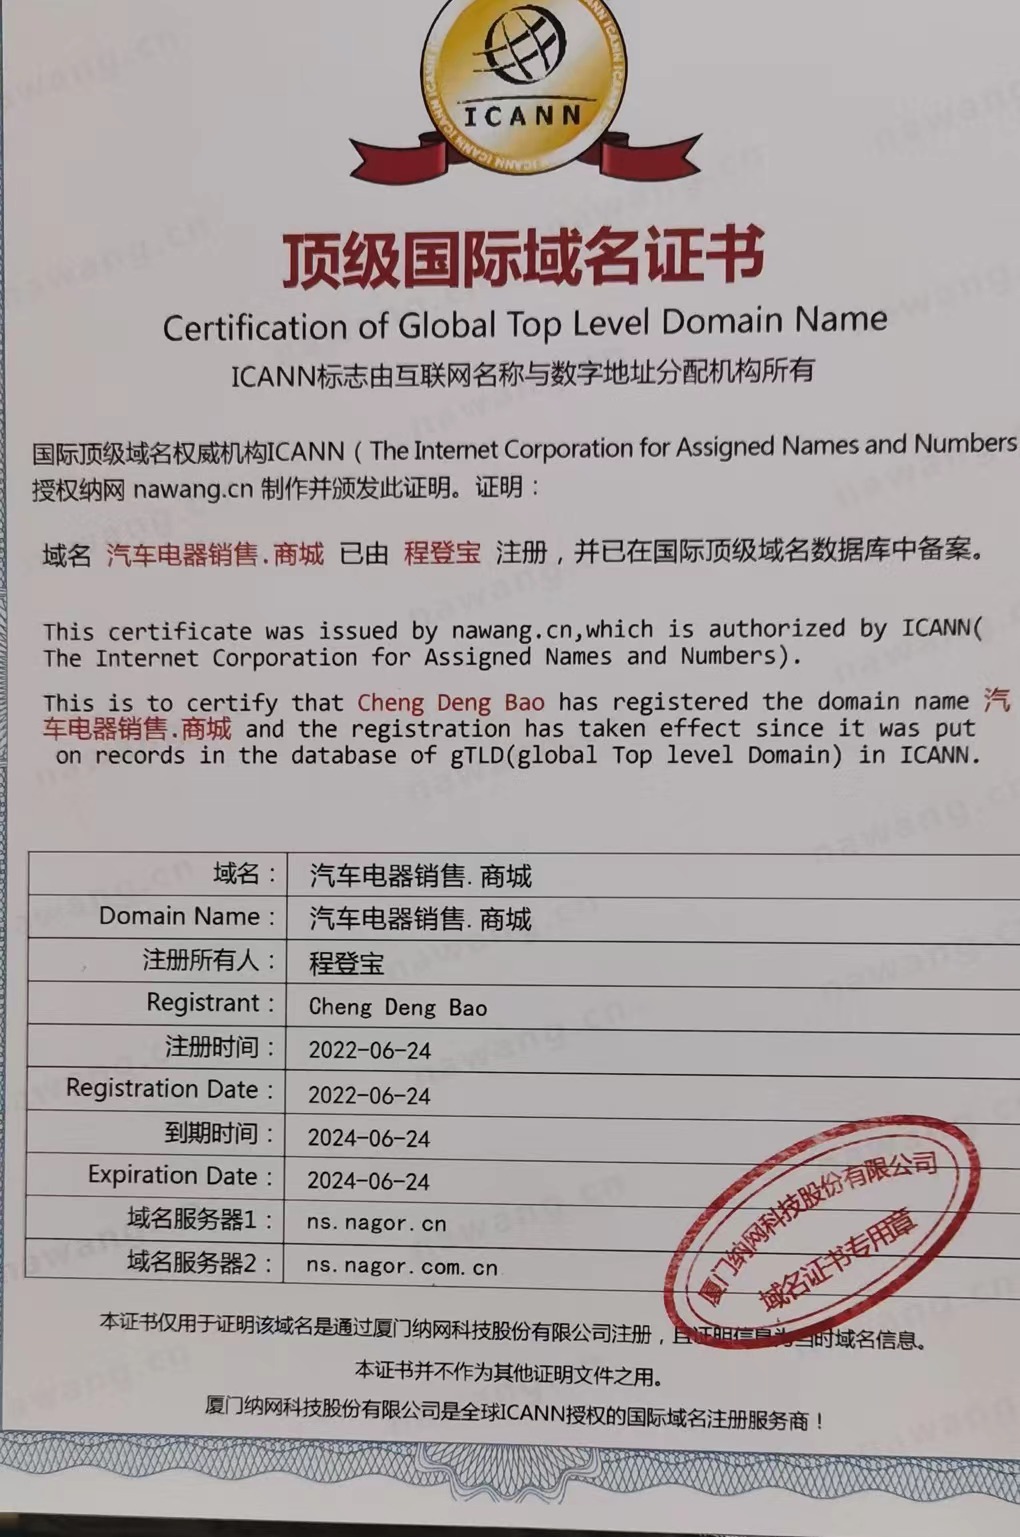 ICANN
ICANN ICANN ICANN ICANN ICANN
顶级国际域名证书
Certification of Global Top Level Domain Name
ICANN标志由互联网名称与数字地址分配机构所有
国际顶级域名权威机构ICANN（The Internet Corporation for Assigned Names and Numbers
授权纳网 nawang.cn 制作并颁发此证明。证明：
域名 汽车电器销售.商城 已由 程登宝 注册，并已在国际顶级域名数据库中备案。
This certificate was issued by nawang.cn,which is authorized by ICANN(
The Internet Corporation for Assigned Names and Numbers).
This is to certify that Cheng Deng Bao has registered the domain name 汽
车电器销售.商城 and the registration has taken effect since it was put
on records in the database of gTLD(global Top level Domain) in ICANN.
域名： 汽车电器销售.商城
Domain Name： 汽车电器销售.商城
注册所有人： 程登宝
Registrant： Cheng Deng Bao
注册时间： 2022-06-24
Registration Date： 2022-06-24
到期时间： 2024-06-24
Expiration Date： 2024-06-24
域名服务器1： ns.nagor.cn
域名服务器2： ns.nagor.com.cn
厦门纳网科技股份有限公司
域名证书专用章
本证书仅用于证明该域名是通过厦门纳网科技股份有限公司注册，且证明信息为当时域名信息。
本证书并不作为其他证明文件之用。
厦门纳网科技股份有限公司是全球ICANN授权的国际域名注册服务商！